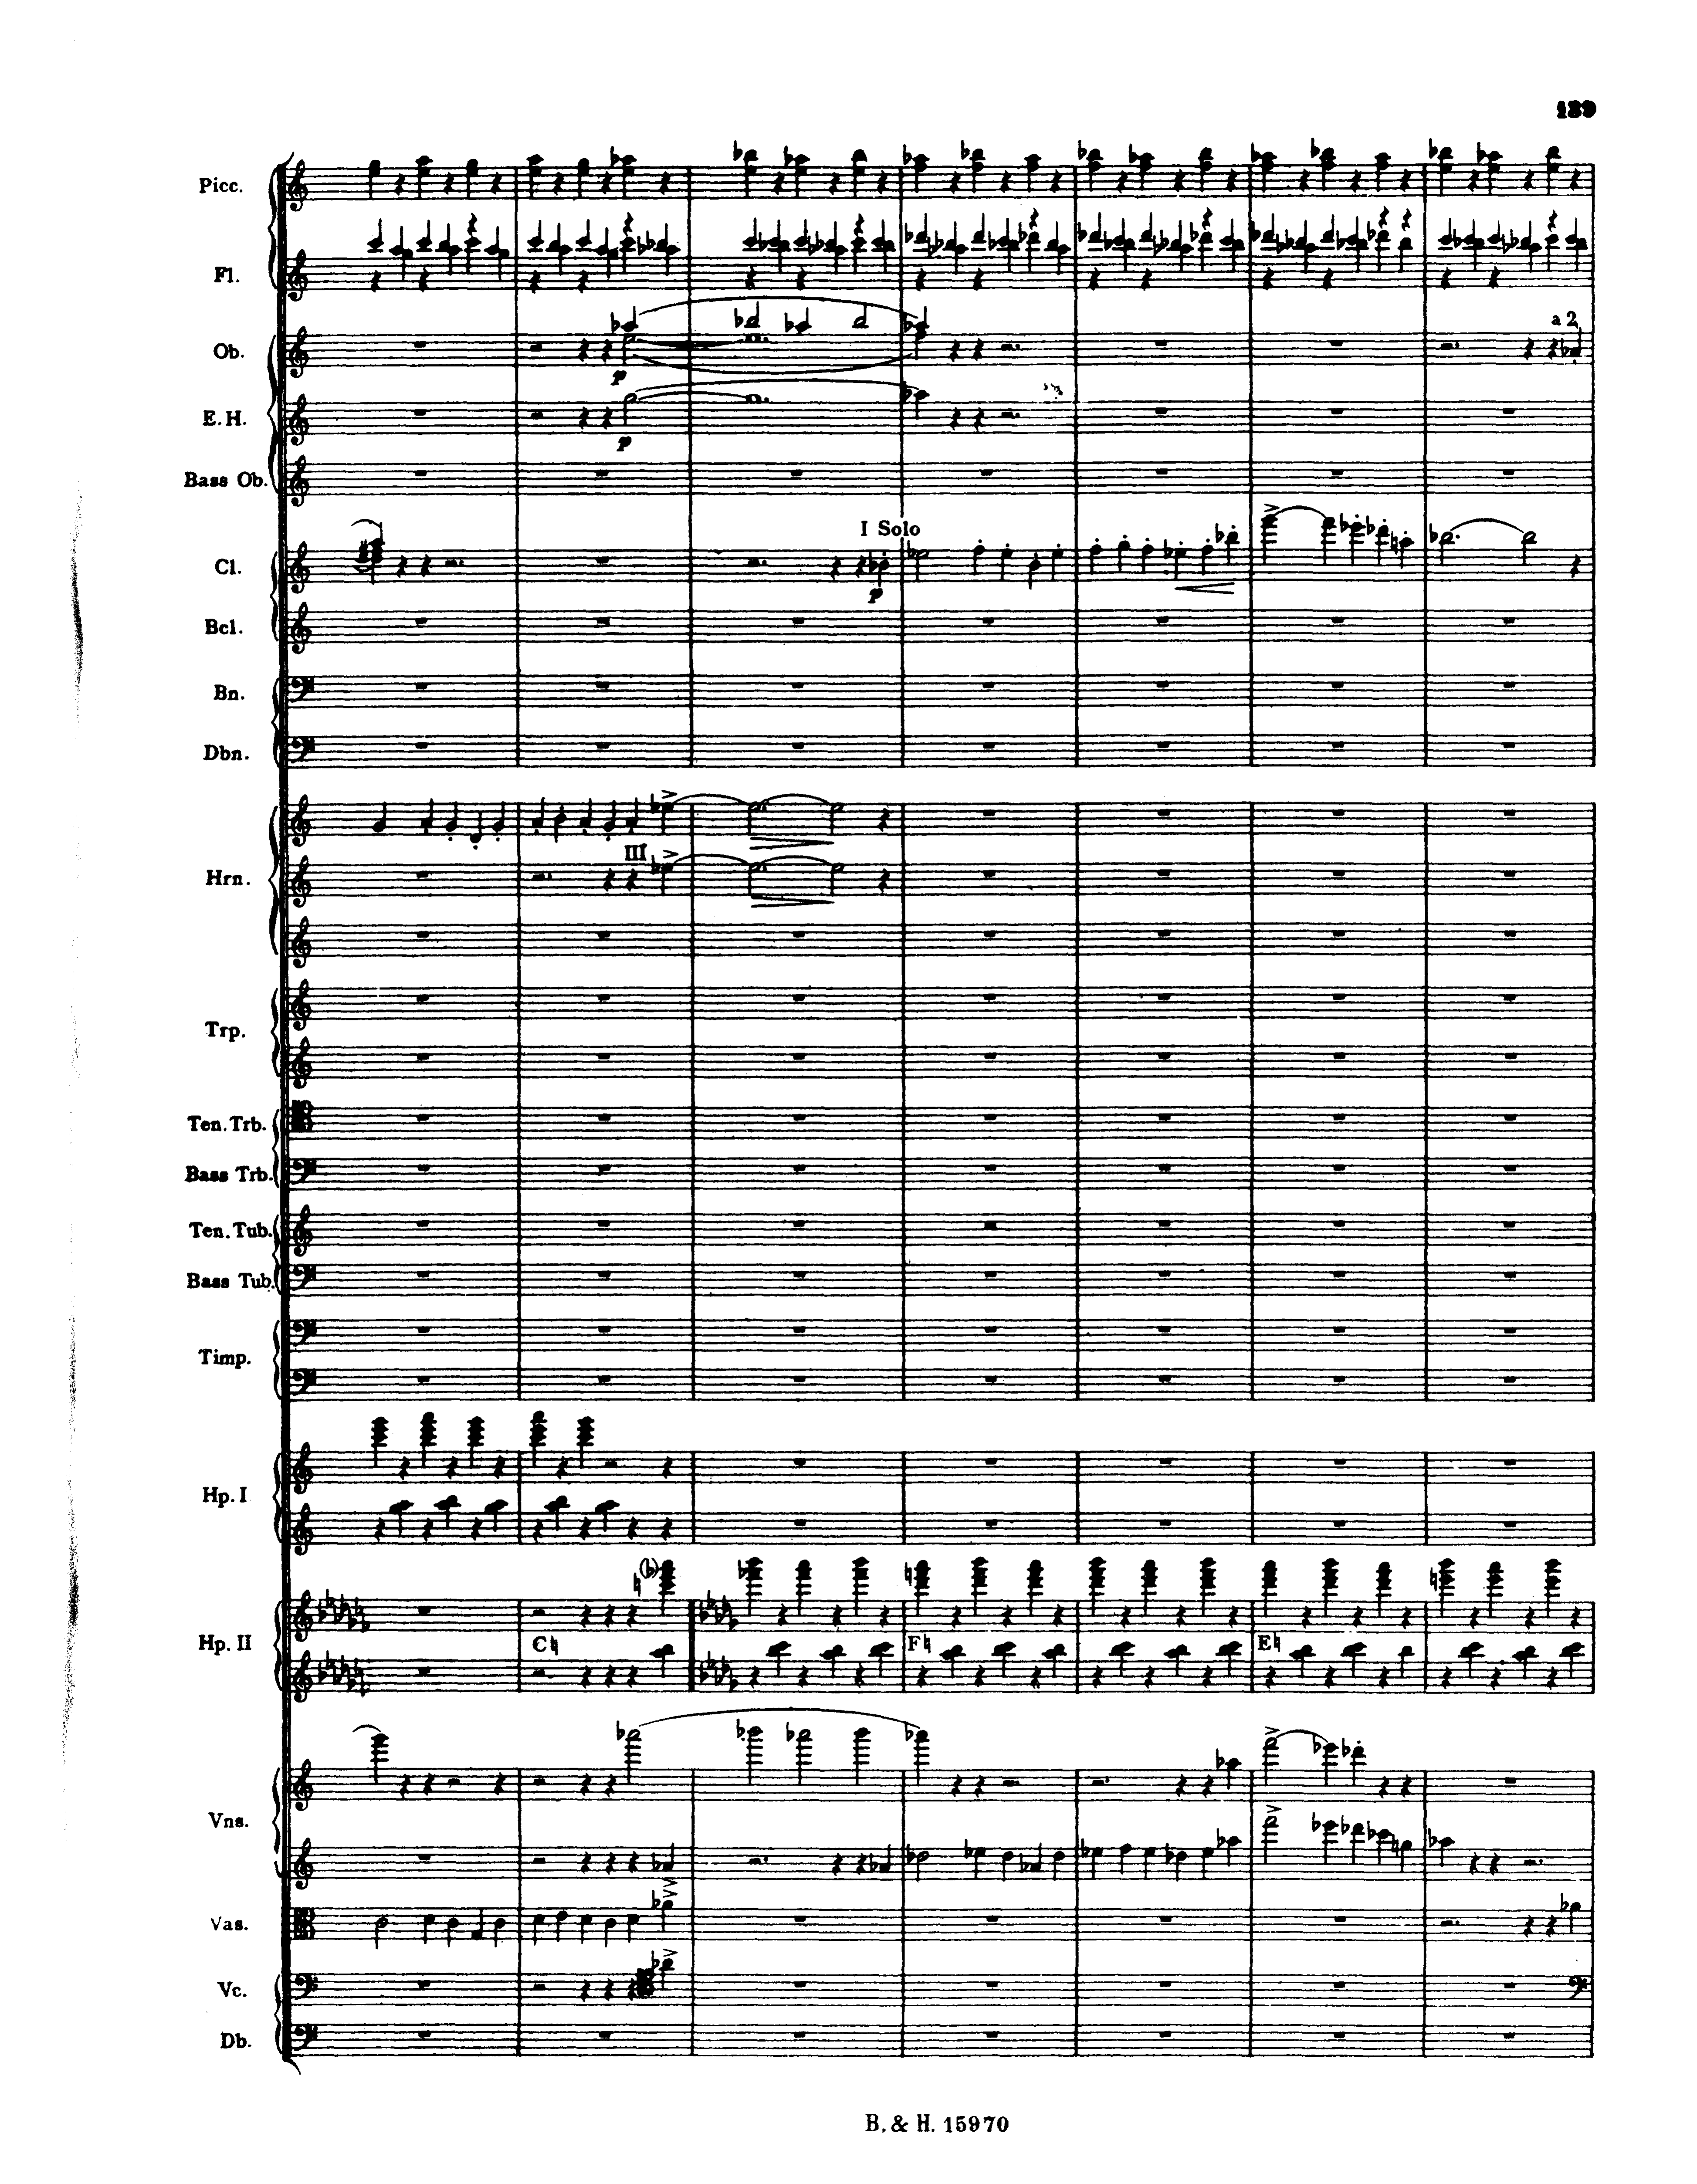 139
Picc.
Fl.
Ob.
a 2
p
E. H.
p
Bass Ob.
I Solo
Cl.
p
Bcl.
Bn.
Dbn.
III
Hrn.
Trp.
Ten. Trb.
Bass Trb.
Ten. Tub.
Bass Tub.
Timp.
Hp. I
Hp. II
C♮ F♮ E♮
Vns.
Vas.
Vc.
Db.
B. & H. 15970